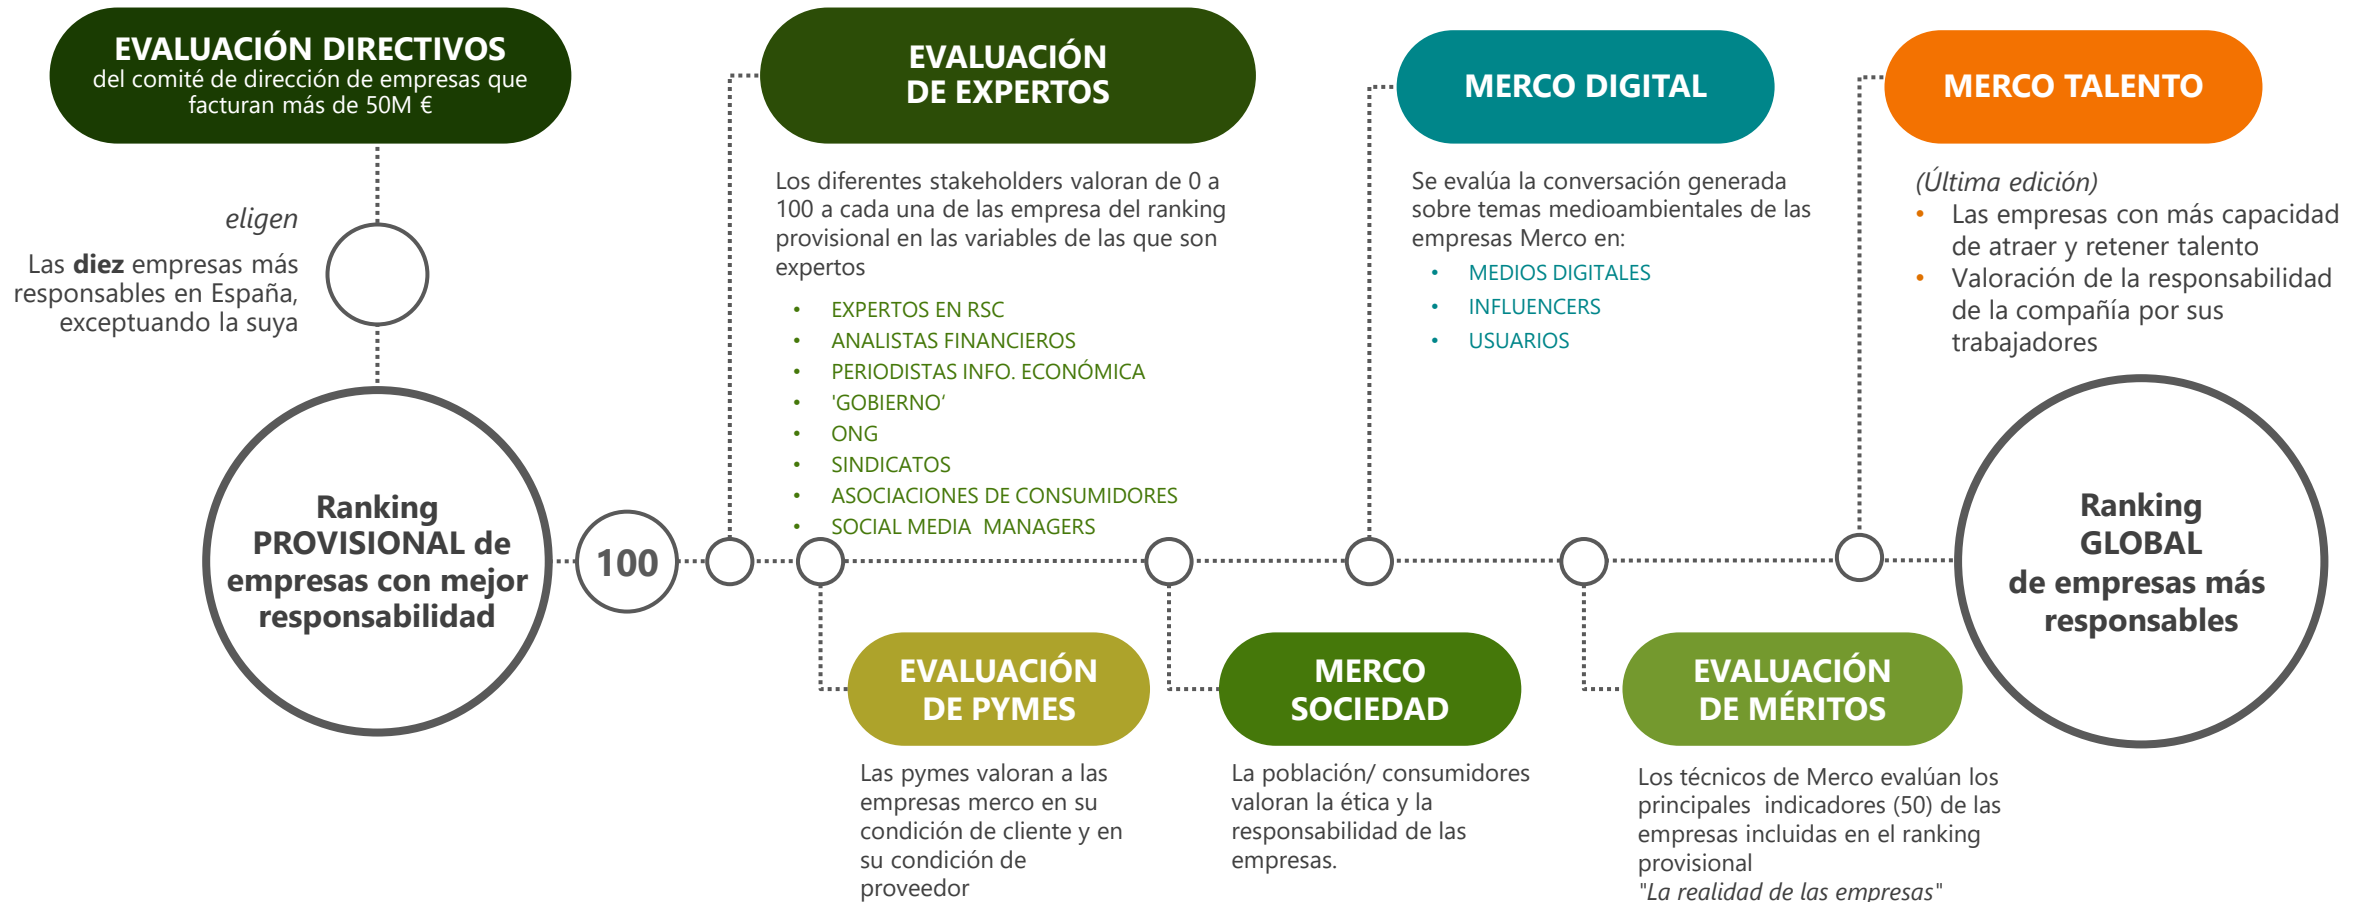 EVALUACIÓN DIRECTIVOS
del comité de dirección de empresas que
facturan más de 50M €
eligen
Las diez empresas más
responsables en España,
exceptuando la suya
Ranking
PROVISIONAL de
empresas con mejor
responsabilidad
100
EVALUACIÓN
DE EXPERTOS
Los diferentes stakeholders valoran de 0 a
100 a cada una de las empresa del ranking
provisional en las variables de las que son
expertos
• EXPERTOS EN RSC
• ANALISTAS FINANCIEROS
• PERIODISTAS INFO. ECONÓMICA
• 'GOBIERNO‘
• ONG
• SINDICATOS
• ASOCIACIONES DE CONSUMIDORES
• SOCIAL MEDIA  MANAGERS
EVALUACIÓN
DE PYMES
Las pymes valoran a las
empresas merco en su
condición de cliente y en
su condición de
proveedor
MERCO
SOCIEDAD
La población/ consumidores
valoran la ética y la
responsabilidad de las
empresas.
MERCO DIGITAL
Se evalúa la conversación generada
sobre temas medioambientales de las
empresas Merco en:
• MEDIOS DIGITALES
• INFLUENCERS
• USUARIOS
EVALUACIÓN
DE MÉRITOS
Los técnicos de Merco evalúan los
principales  indicadores (50) de las
empresas incluidas en el ranking
provisional
"La realidad de las empresas"
MERCO TALENTO
(Última edición)
• Las empresas con más capacidad
de atraer y retener talento
• Valoración de la responsabilidad
de la compañía por sus
trabajadores
Ranking
GLOBAL
de empresas más
responsables